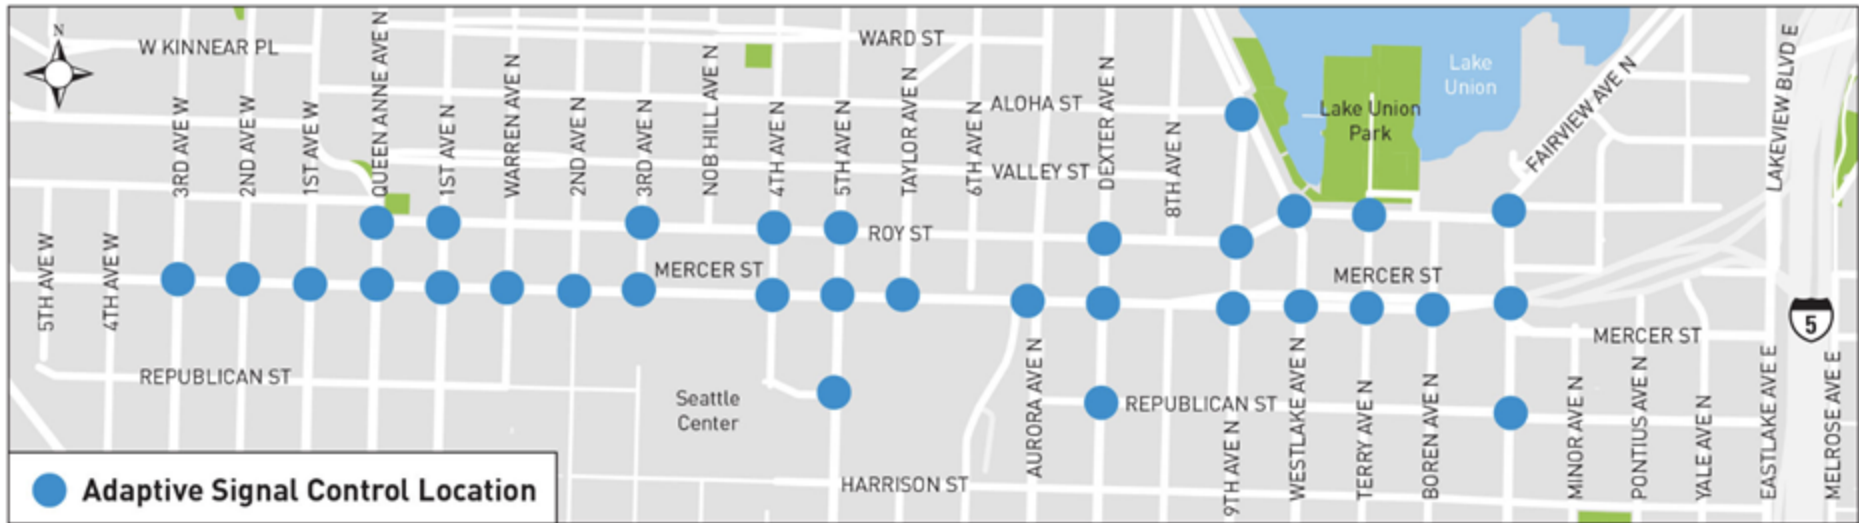 N
W KINNEAR PL
WARD ST
ALOHA ST
VALLEY ST
3RD AVE W
2ND AVE W
1ST AVE W
QUEEN ANNE AVE N
1ST AVE N
WARREN AVE N
2ND AVE N
3RD AVE N
NOB HILL AVE N
4TH AVE N
5TH AVE N
TAYLOR AVE N
6TH AVE N
DEXTER AVE N
8TH AVE N
Lake Union
Park
Lake
Union
FAIRVIEW AVE N
LAKEVIEW BLVD E
ROY ST
MERCER ST
MERCER ST
MERCER ST
5
5TH AVE W
4TH AVE W
REPUBLICAN ST
Seattle
Center
REPUBLICAN ST
HARRISON ST
AURORA AVE N
9TH AVE N
WESTLAKE AVE N
TERRY AVE N
BOREN AVE N
MINOR AVE N
PONTIUS AVE N
YALE AVE N
EASTLAKE AVE E
MELROSE AVE E
Adaptive Signal Control Location